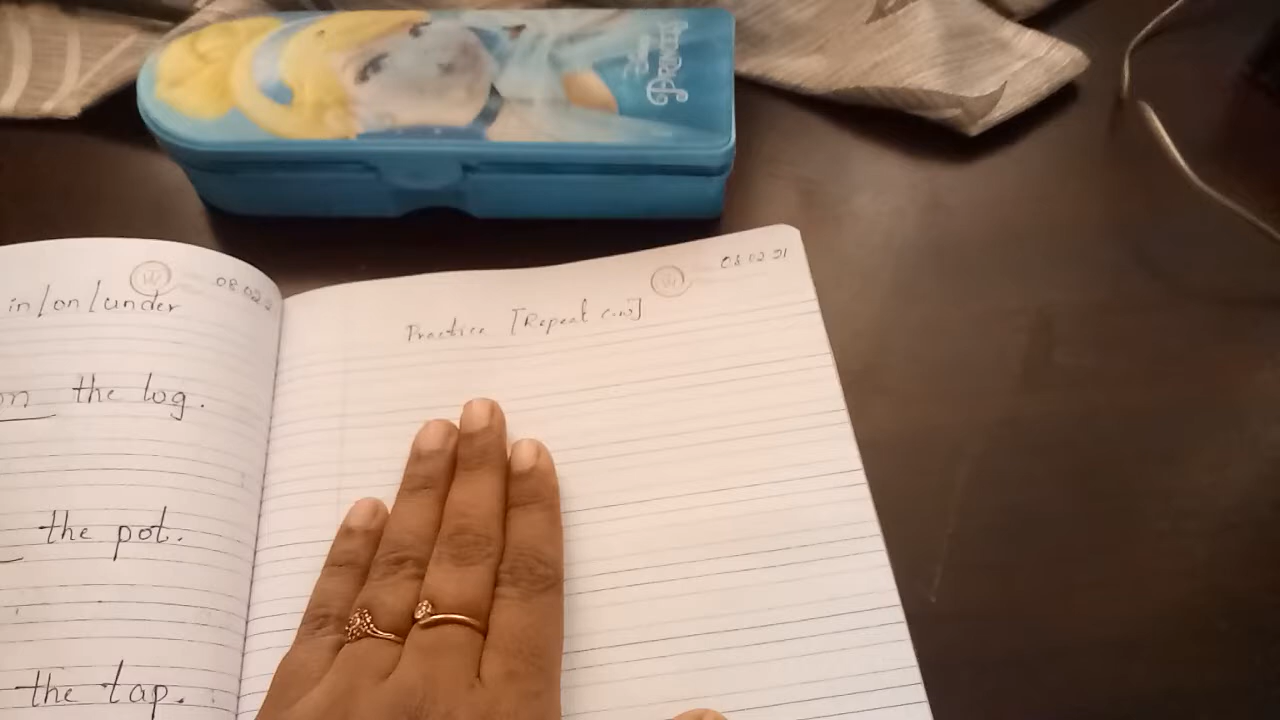 Disney
PRINCESS
in/on/under
W
08.02.2
on the log.
the pot.
the tap.
W
08.02.21
Practice [Repeat c.w]